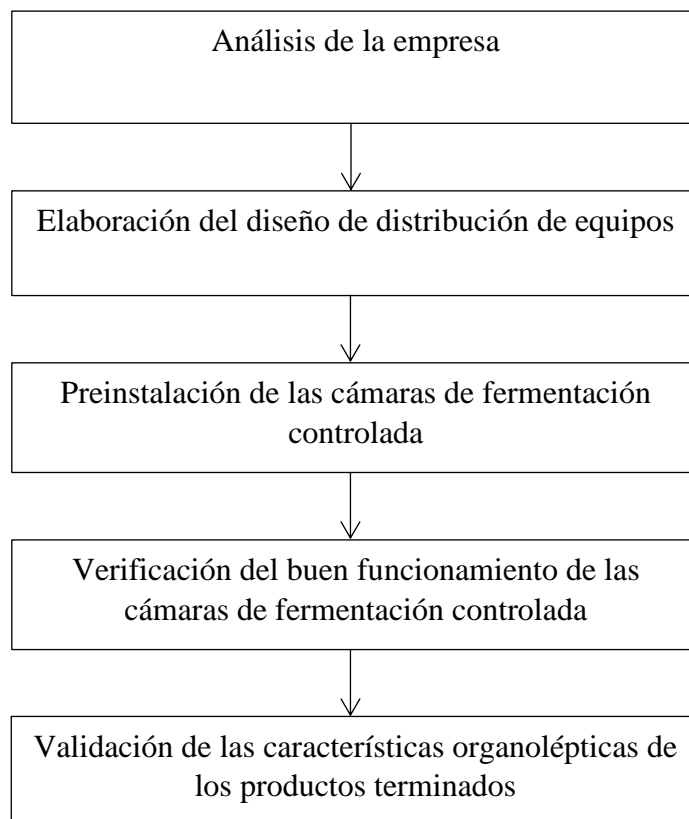 Análisis de la empresa
Elaboración del diseño de distribución de equipos
Preinstalación de las cámaras de fermentación
controlada
Verificación del buen funcionamiento de las
cámaras de fermentación controlada
Validación de las características organolépticas de
los productos terminados